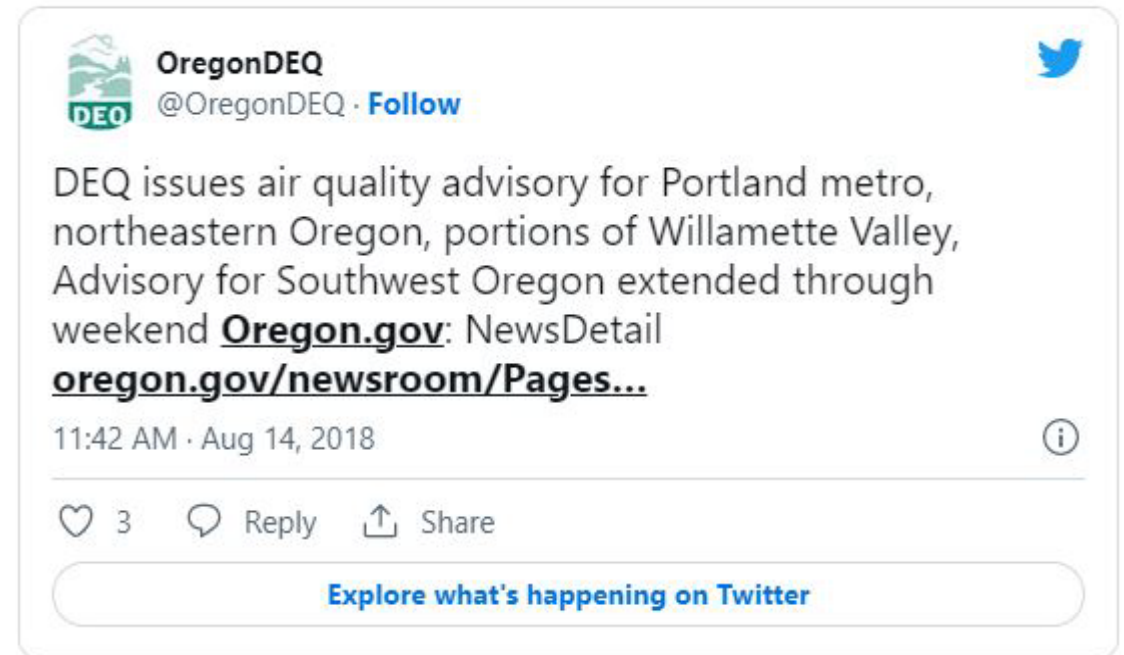 OregonDEQ
@OregonDEQ · Follow
DEQ
DEQ issues air quality advisory for Portland metro,
northeastern Oregon, portions of Willamette Valley,
Advisory for Southwest Oregon extended through
weekend Oregon.gov: NewsDetail
oregon.gov/newsroom/Pages...
11:42 AM · Aug 14, 2018
3 Reply Share
Explore what's happening on Twitter